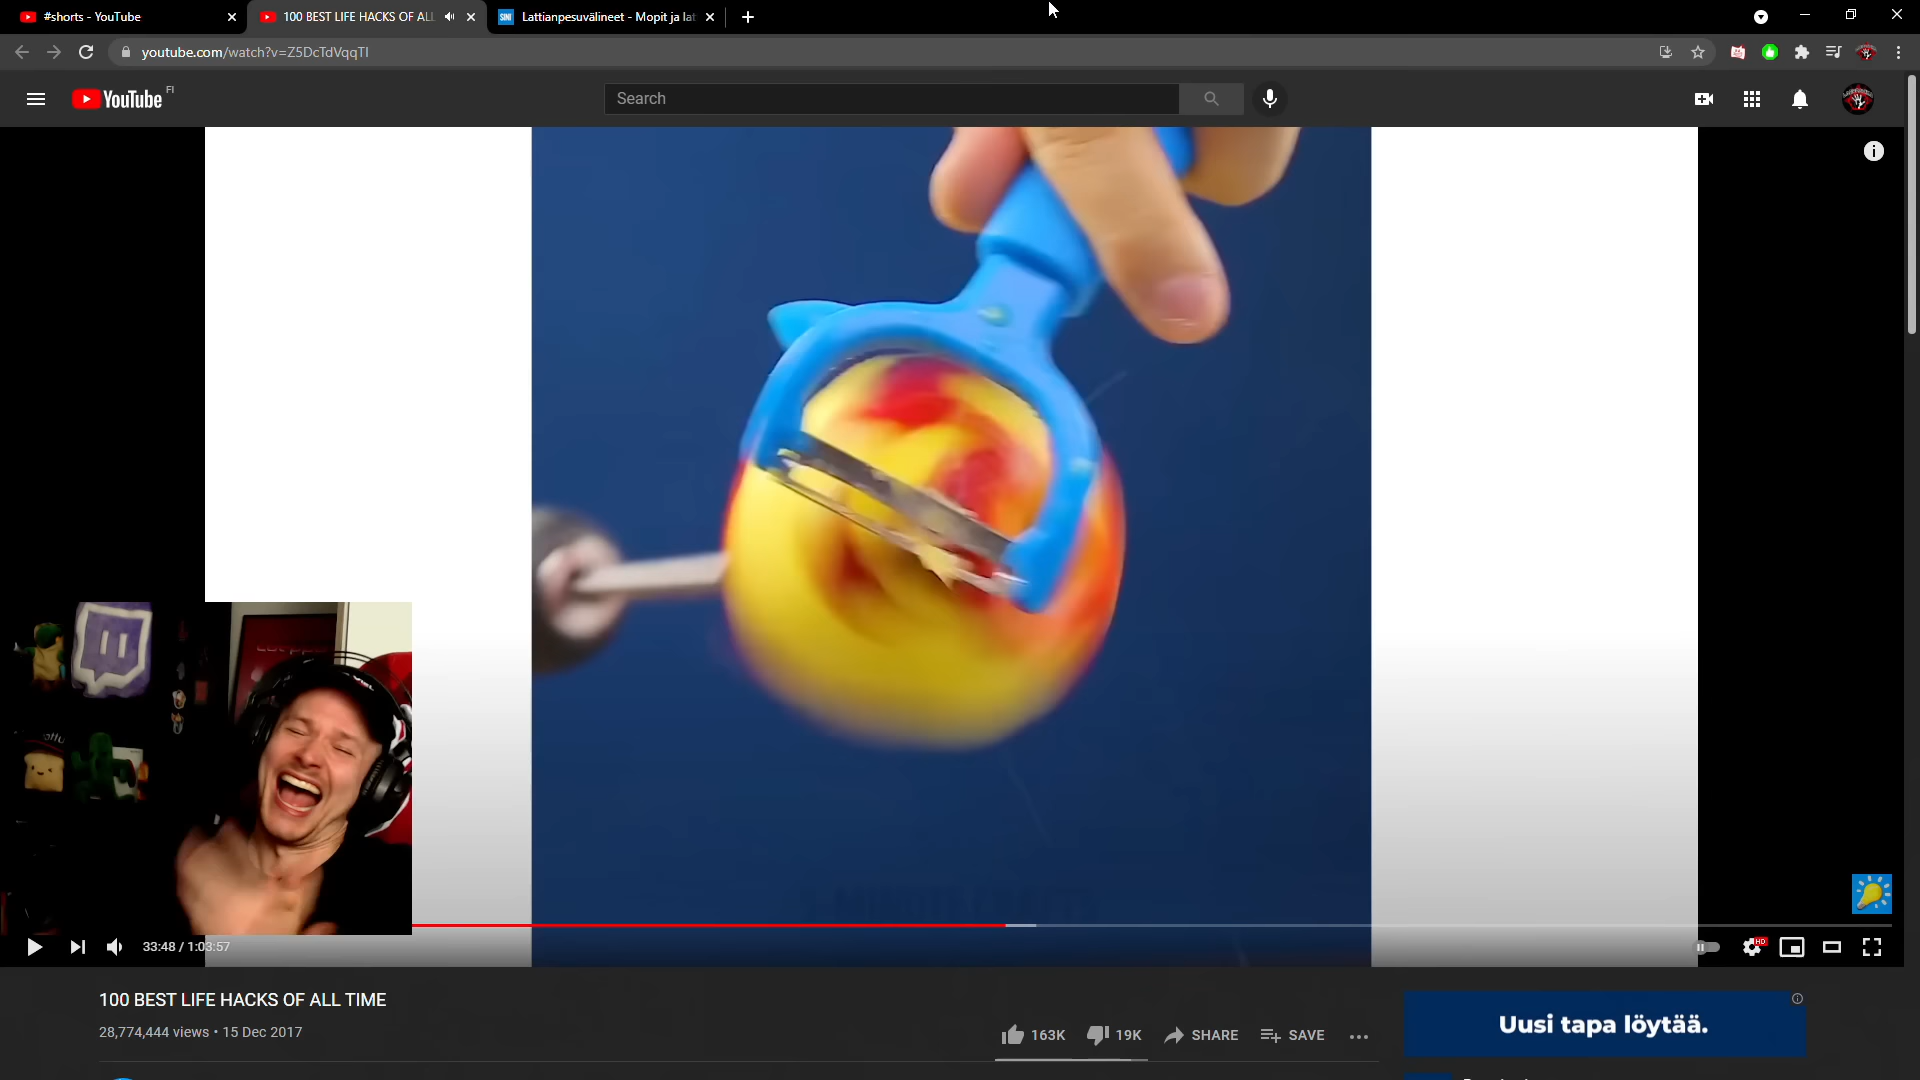 #shorts - YouTube
100 BEST LIFE HACKS OF ALL
Lattianpesuvälineet - Mopit ja lat
SINI
youtube.com/watch?v=Z5DcTdVqqTI
YouTube FI
Search
33:48 / 1:03:57
HD
100 BEST LIFE HACKS OF ALL TIME
28,774,444 views • 15 Dec 2017
163K
19K
SHARE
SAVE
Uusi tapa löytää.